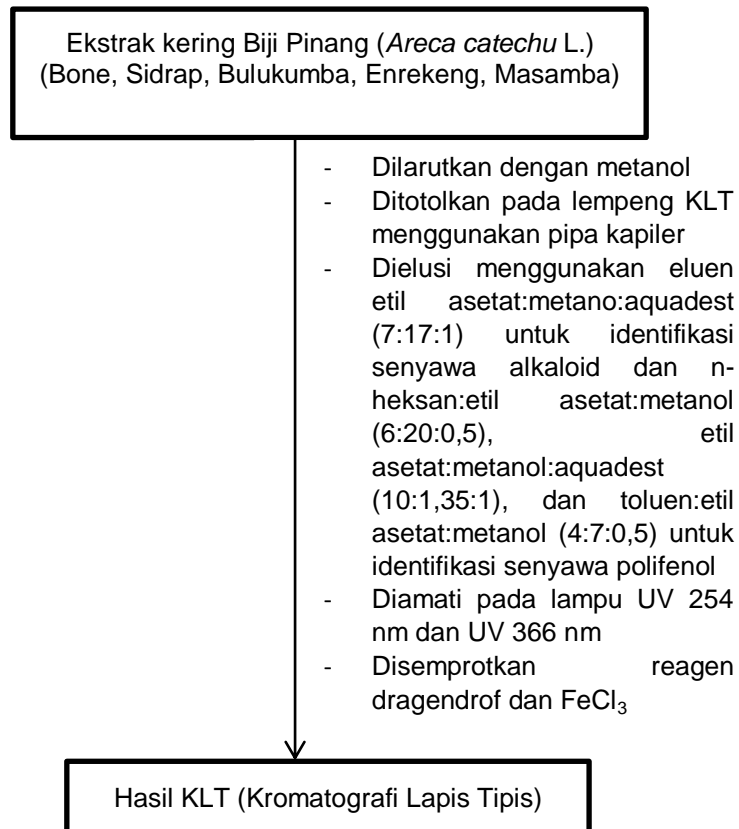 Ekstrak kering Biji Pinang (Areca catechu L.)
(Bone, Sidrap, Bulukumba, Enrekeng, Masamba)
- Dilarutkan dengan metanol
- Ditotolkan pada lempeng KLT
menggunakan pipa kapiler
- Dielusi menggunakan eluen
etil asetat:metano:aquadest
(7:17:1) untuk identifikasi
senyawa alkaloid dan n-
heksan:etil asetat:metanol
(6:20:0,5), etil
asetat:metanol:aquadest
(10:1,35:1), dan toluen:etil
asetat:metanol (4:7:0,5) untuk
identifikasi senyawa polifenol
- Diamati pada lampu UV 254
nm dan UV 366 nm
- Disemprotkan reagen
dragendrof dan FeCl₃
Hasil KLT (Kromatografi Lapis Tipis)